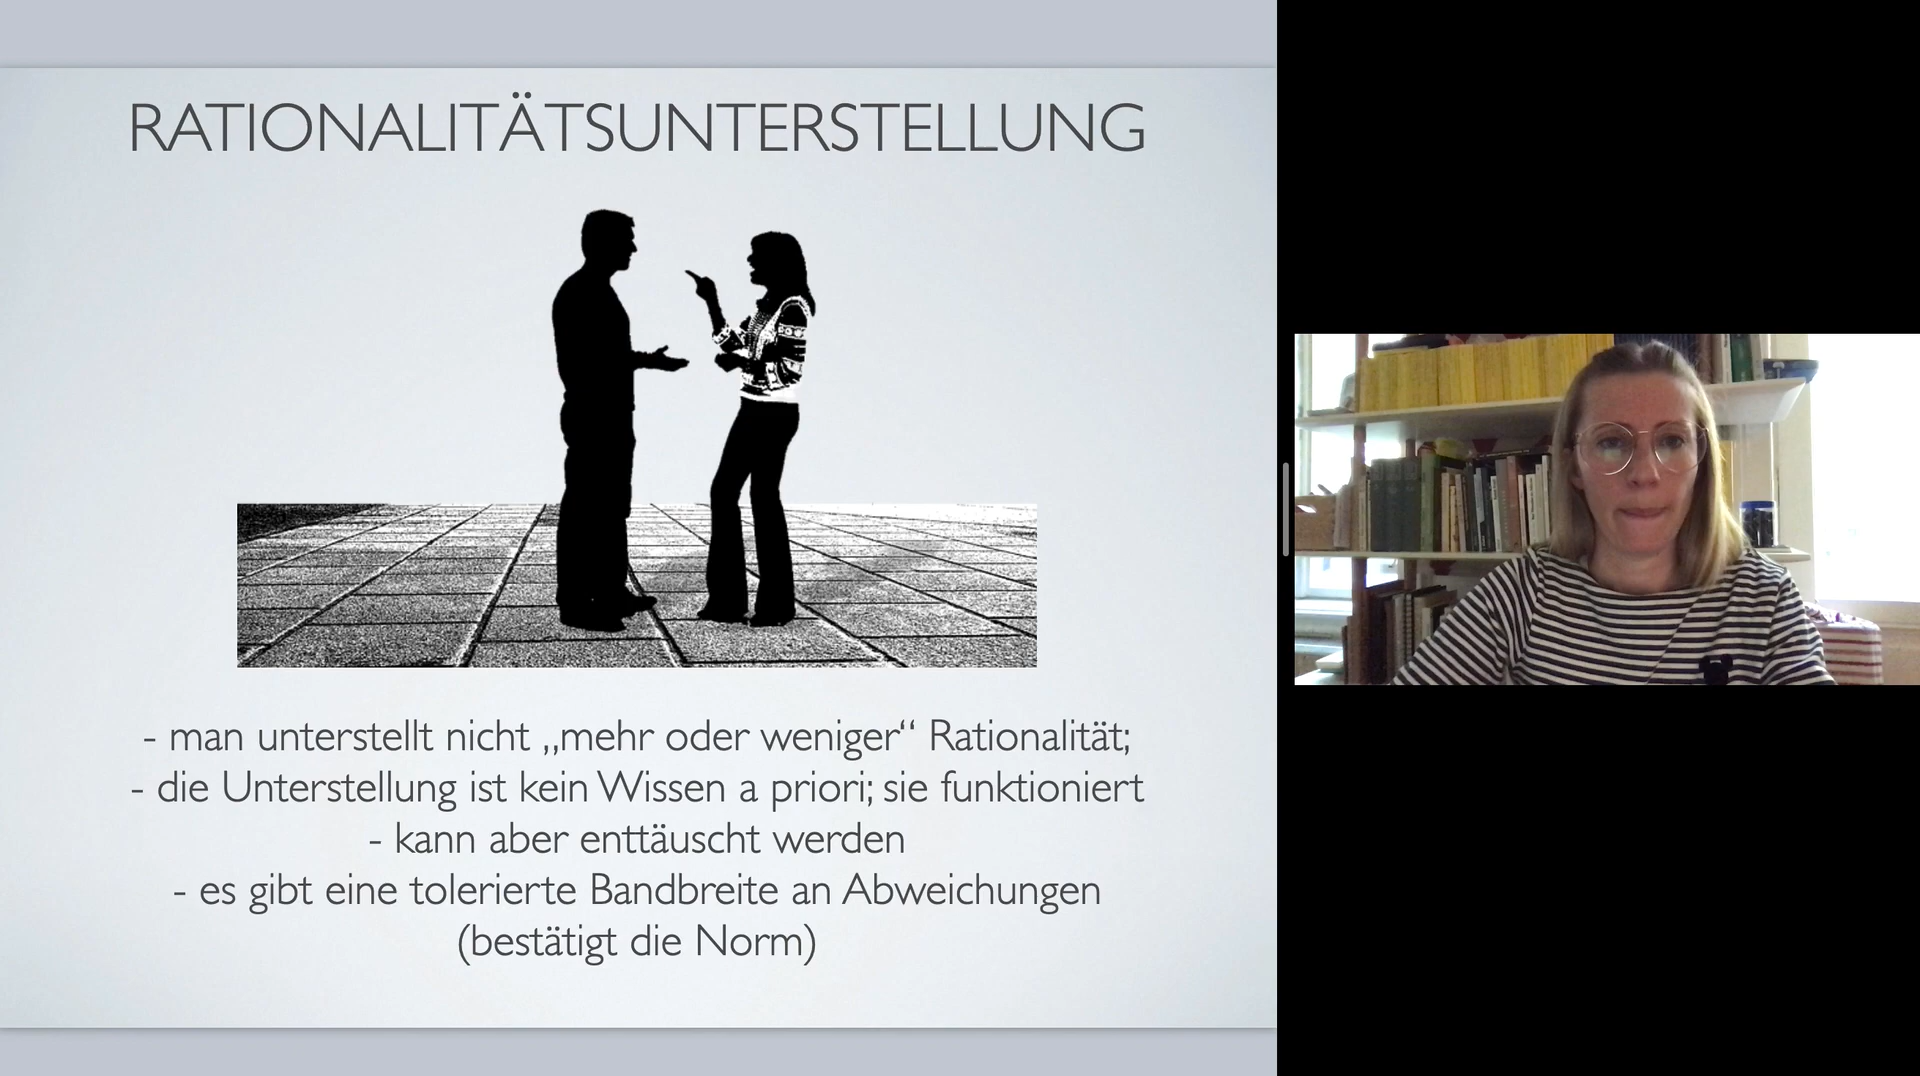 RATIONALITÄTSUNTERSTELLUNG
- man unterstellt nicht „mehr oder weniger“ Rationalität;
- die Unterstellung ist kein Wissen a priori; sie funktioniert
- kann aber enttäuscht werden
- es gibt eine tolerierte Bandbreite an Abweichungen
(bestätigt die Norm)